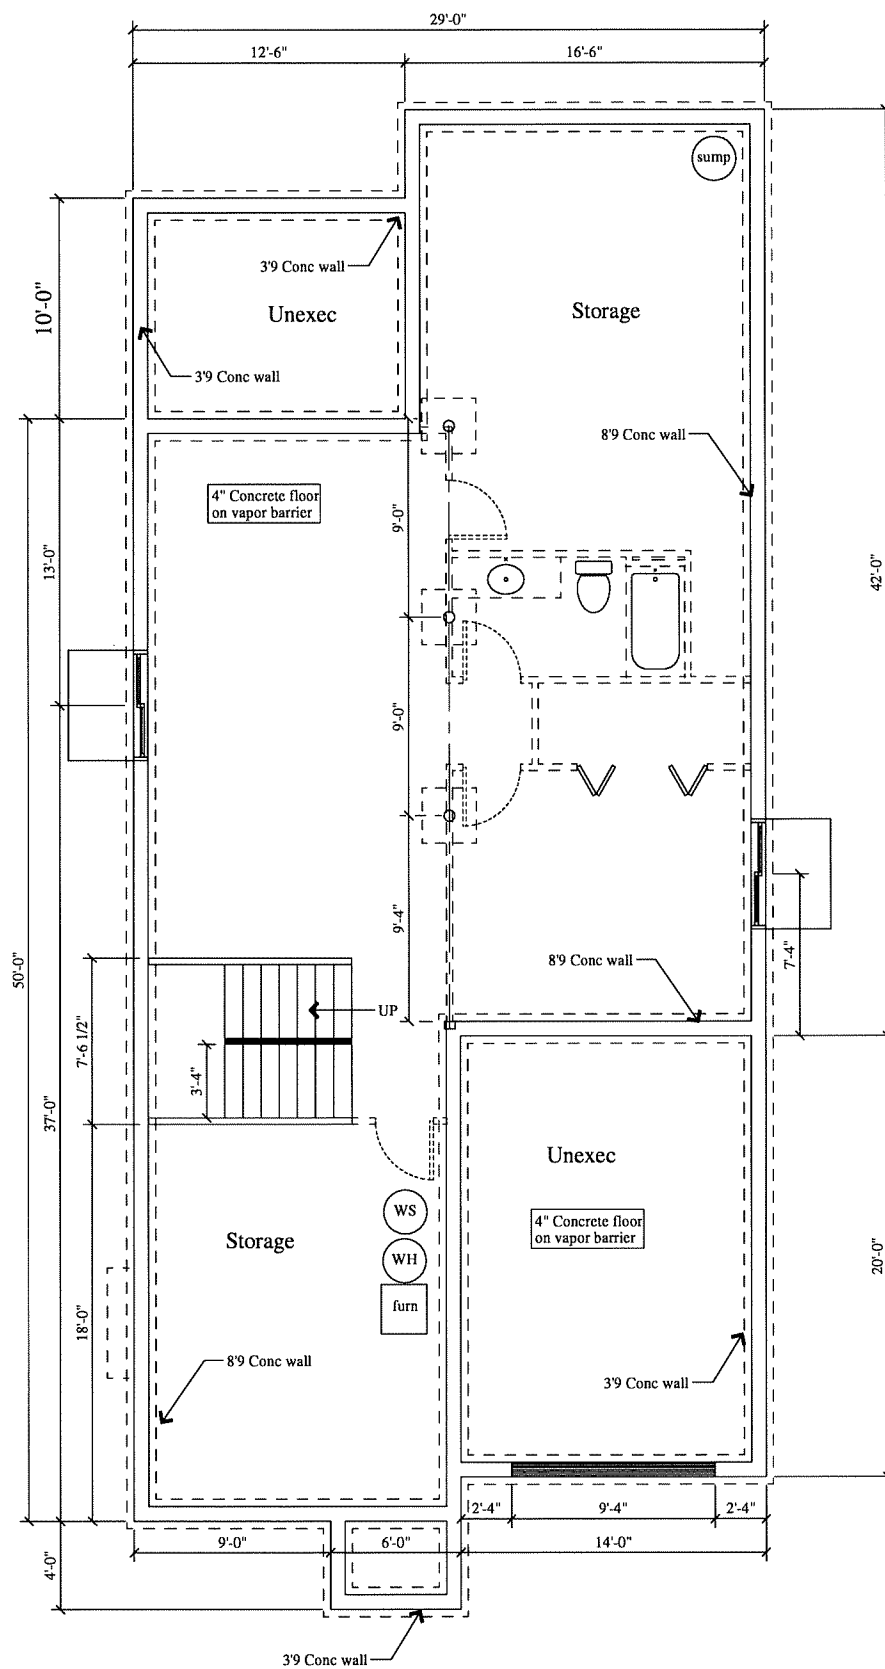 29'-0"
12'-6"
16'-6"
sump
3'9 Conc wall
10'-0"
Unexec
Storage
3'9 Conc wall
8'9 Conc wall
4" Concrete floor
on vapor barrier
9'-0"
13'-0"
42'-0"
9'-0"
9'-4"
8'9 Conc wall
7'-4"
50'-0"
UP
7'-6 1/2"
3'-4"
37'-0"
Unexec
WS
4" Concrete floor
on vapor barrier
Storage
WH
20'-0"
furn
18'-0"
8'9 Conc wall
3'9 Conc wall
2'-4"
9'-4"
2'-4"
9'-0"
6'-0"
14'-0"
4'-0"
3'9 Conc wall